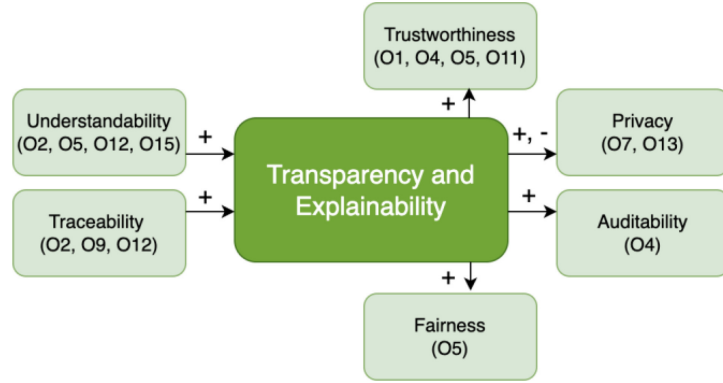 Trustworthiness
(O1, O4, O5, O11)
+
Understandability
(O2, O5, O12, O15)
+
Traceability
(O2, O9, O12)
+
Transparency and
Explainability
+, -
Privacy
(O7, O13)
+
Auditability
(O4)
+
Fairness
(O5)